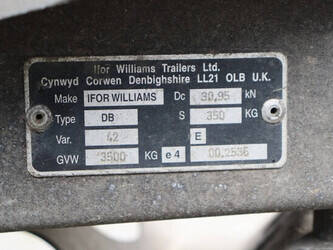 Ifor Williams Trailers Ltd.
Cynwyd Corwen Denbighshire LL21 OLB U.K.
Make IFOR WILLIAMS Dc 30,95 kN
Type DB S 350 KG
Var. 42 E
GVW 3500 KG e4 00.2536